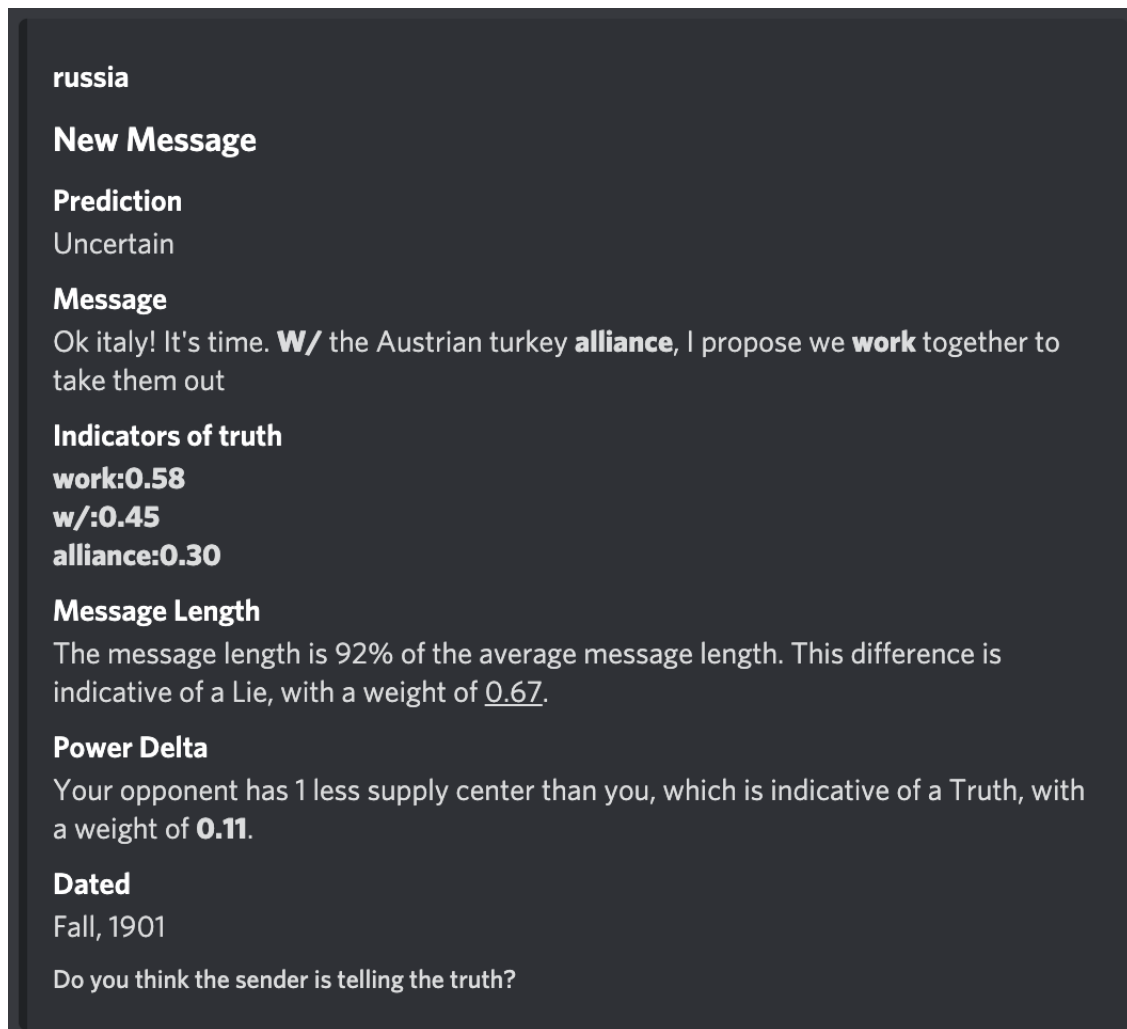 russia
New Message
Prediction
Uncertain
Message
Ok italy! It's time. W/ the Austrian turkey alliance, I propose we work together to
take them out
Indicators of truth
work:0.58
w/:0.45
alliance:0.30
Message Length
The message length is 92% of the average message length. This difference is
indicative of a Lie, with a weight of 0.67.
Power Delta
Your opponent has 1 less supply center than you, which is indicative of a Truth, with
a weight of 0.11.
Dated
Fall, 1901
Do you think the sender is telling the truth?